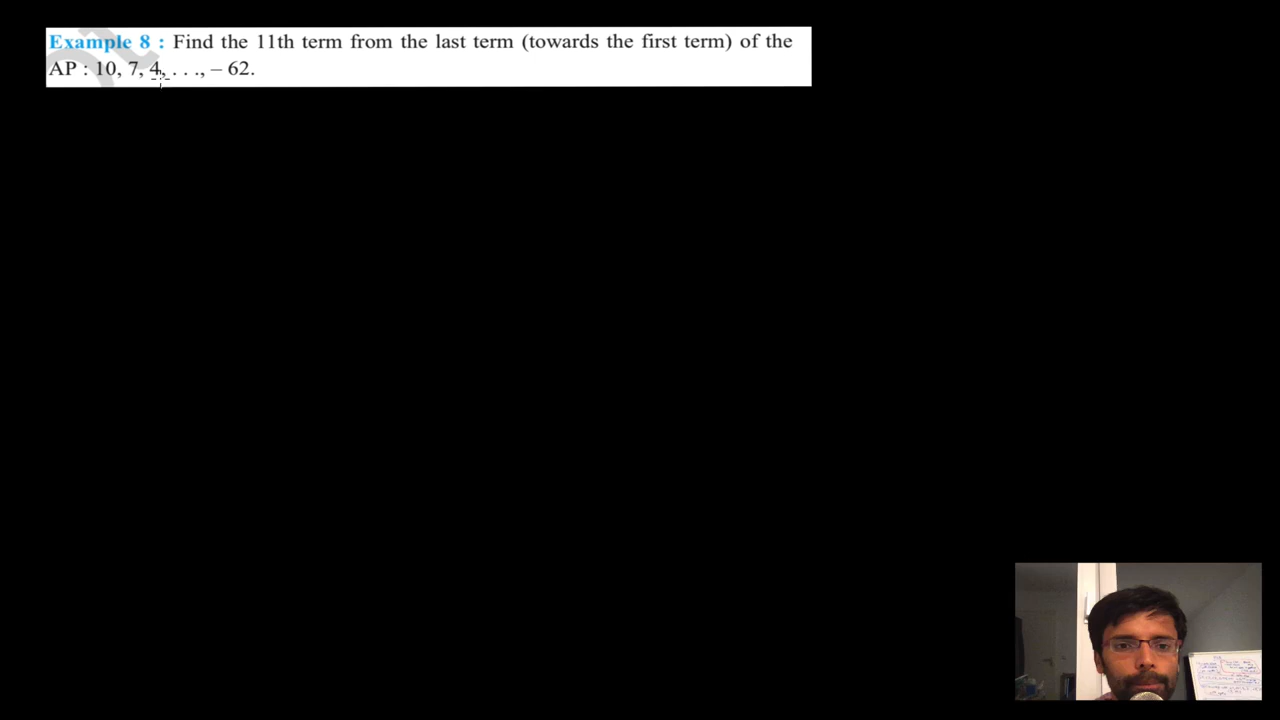 Example 8 : Find the 11th term from the last term (towards the first term) of the
AP : 10, 7, 4, . . ., – 62.